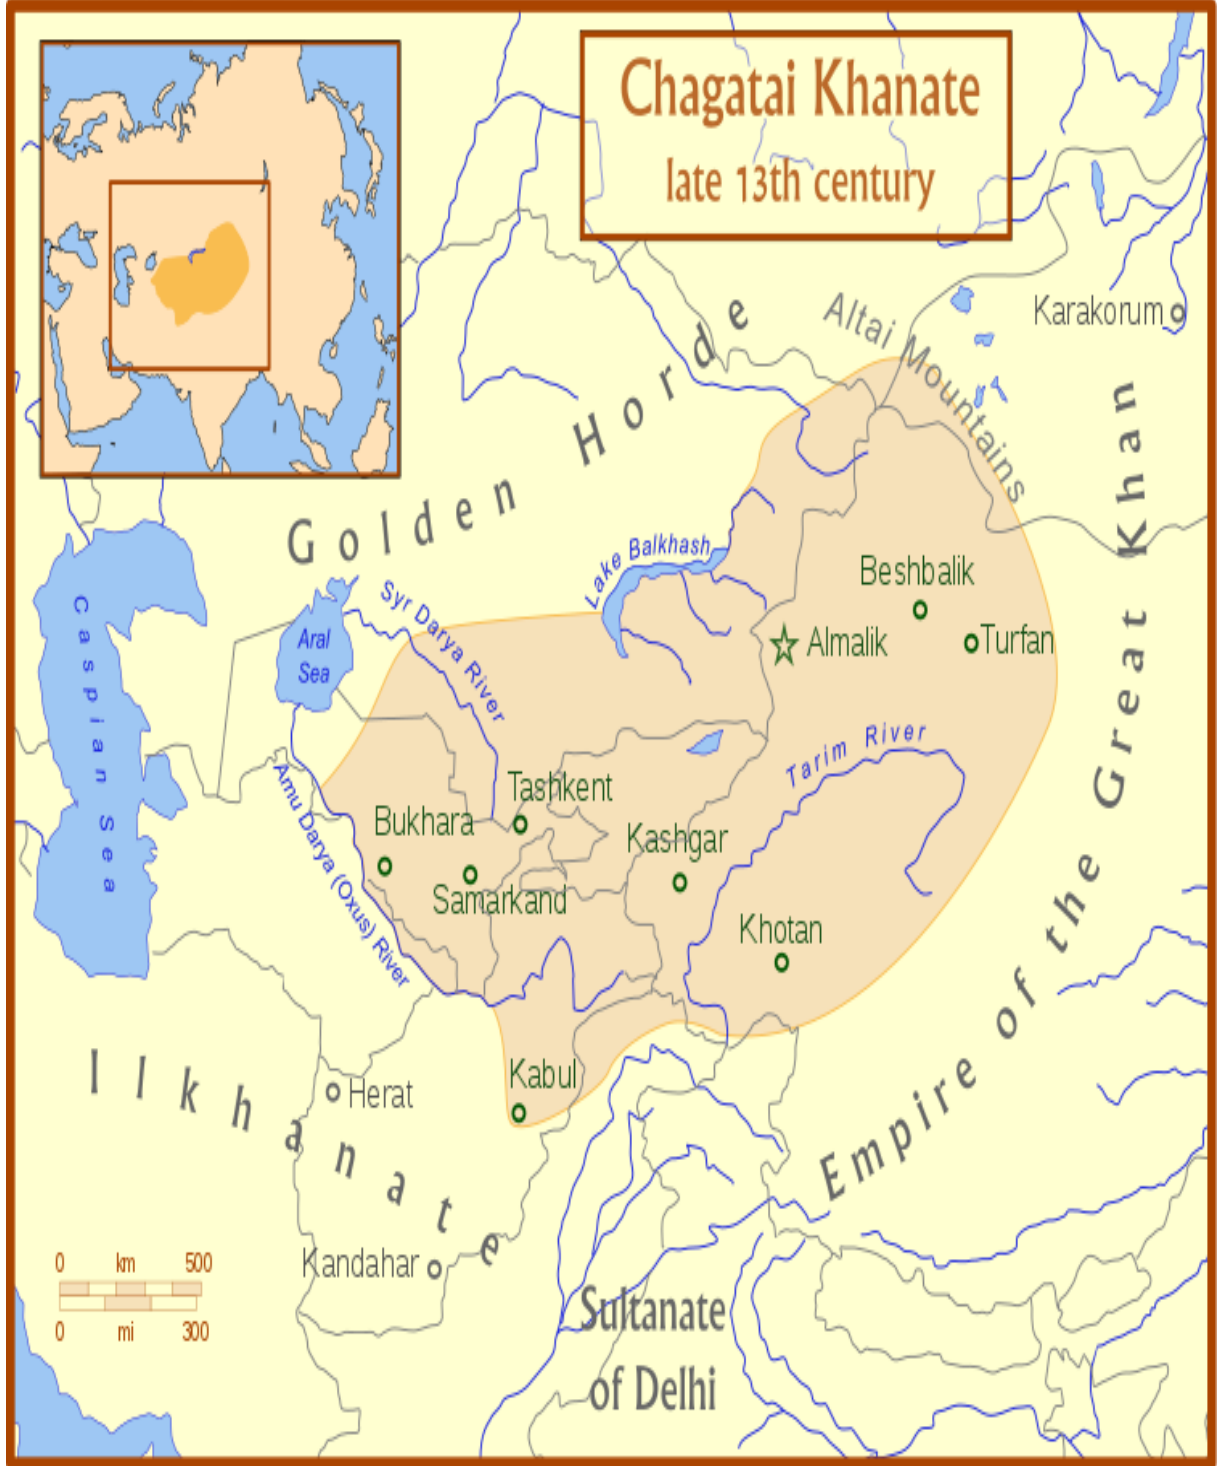 Chagatai Khanate
late 13th century
Karakorum
Altai Mountains
Golden Horde
Empire of the Great Khan
Lake Balkhash
Beshbalik
Syr Darya River
Aral
Sea
Almalik
Turfan
Caspian Sea
Tarim River
Amu Darya (Oxus) River
Tashkent
Bukhara
Kashgar
Samarkand
Khotan
Kabul
Ilkhanate
Herat
Kandahar
0 km 500
0 mi 300
Sultanate
of Delhi